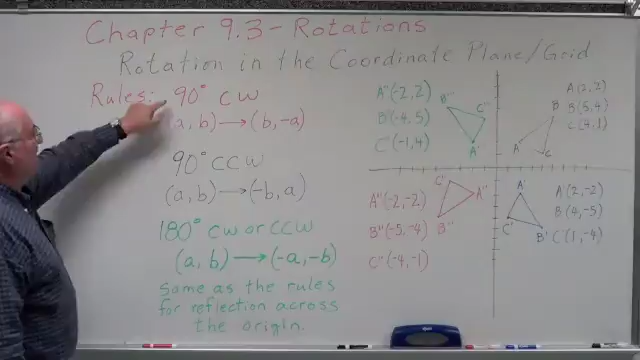 Chapter 9.3 - Rotations
Rotation in the Coordinate Plane/Grid
Rules: 90° CW
(a, b) → (b, -a)
90° CCW
(a, b) → (-b, a)
180° CW or CCW
(a, b) → (-a, -b)
Same as the rules
for reflection across
the origin.
A"(-2, 2)
B"(-4, 5)
C"(-1, 4)
B"
C"
A"
A(2, 2)
B(5, 4)
C(4, 1)
B
A
C
A"'(-2, -2)
B"'(-5, -4)
C"'(-4, -1)
C"'
A"'
B"'
A'
C'
B'
A(2, -2)
B(4, -5)
C(1, -4)